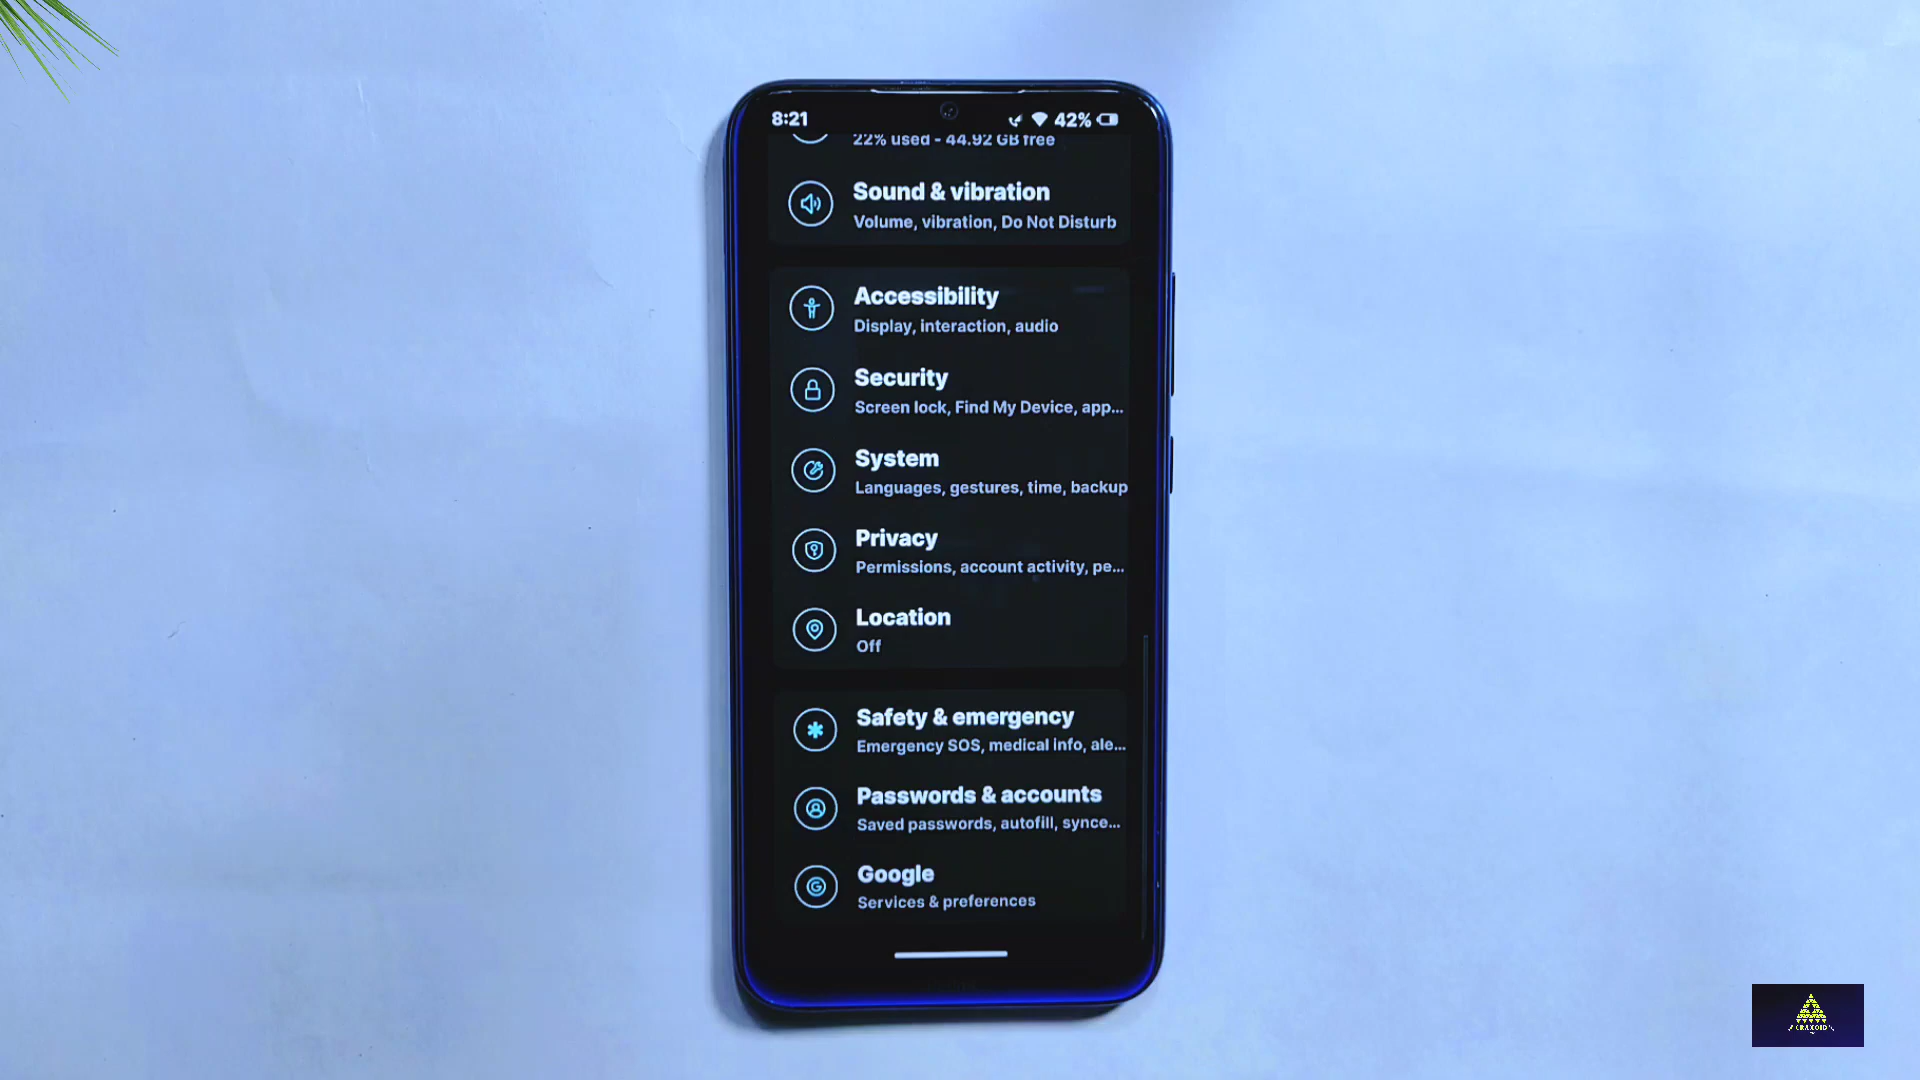 8:21 42%
22% used - 44.92 GB free
Sound & vibration
Volume, vibration, Do Not Disturb
Accessibility
Display, interaction, audio
Security
Screen lock, Find My Device, app...
System
Languages, gestures, time, backup
Privacy
Permissions, account activity, pe...
Location
Off
Safety & emergency
Emergency SOS, medical info, ale...
Passwords & accounts
Saved passwords, autofill, synce...
Google
Services & preferences
CRAXOID